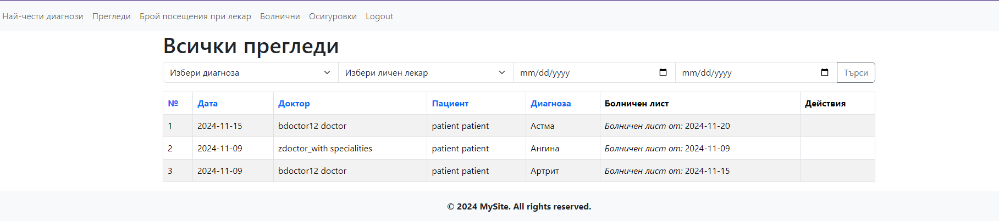 Най-чести диагнози Прегледи Брой посещения при лекар Болнични Осигуровки Logout
Всички прегледи
Избери диагноза Избери личен лекар mm/dd/yyyy mm/dd/yyyy Търси
№ Дата Доктор Пациент Диагноза Болничен лист Действия
1 2024-11-15 bdoctor12 doctor patient patient Астма Болничен лист от: 2024-11-20
2 2024-11-09 zdoctor_with specialities patient patient Ангина Болничен лист от: 2024-11-09
3 2024-11-09 bdoctor12 doctor patient patient Артрит Болничен лист от: 2024-11-15
© 2024 MySite. All rights reserved.